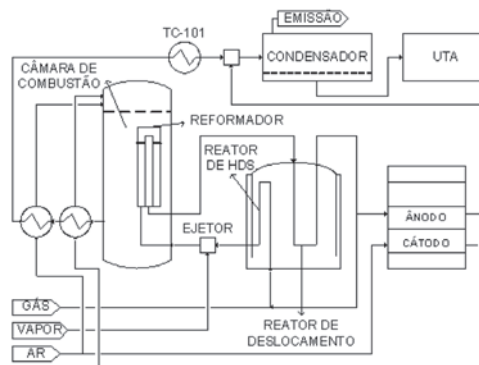 EMISSÃO
TC-101
CONDENSADOR
UTA
CÂMARA DE
COMBUSTÃO
REFORMADOR
REATOR
DE HDS
EJETOR
ÂNODO
CÁTODO
GÁS
VAPOR
AR
REATOR DE
DESLOCAMENTO